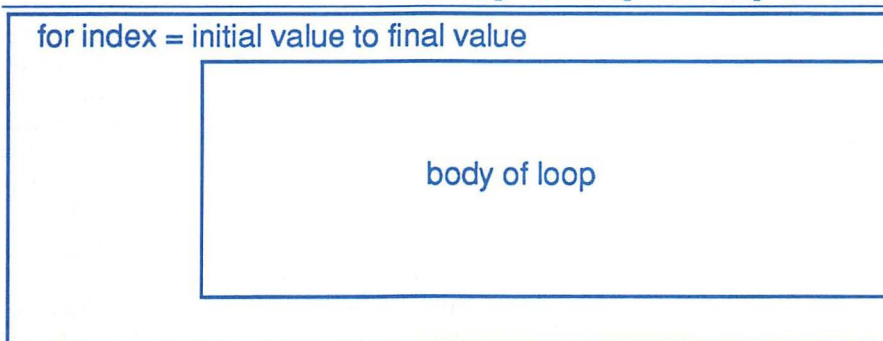 for index = initial value to final value
body of loop